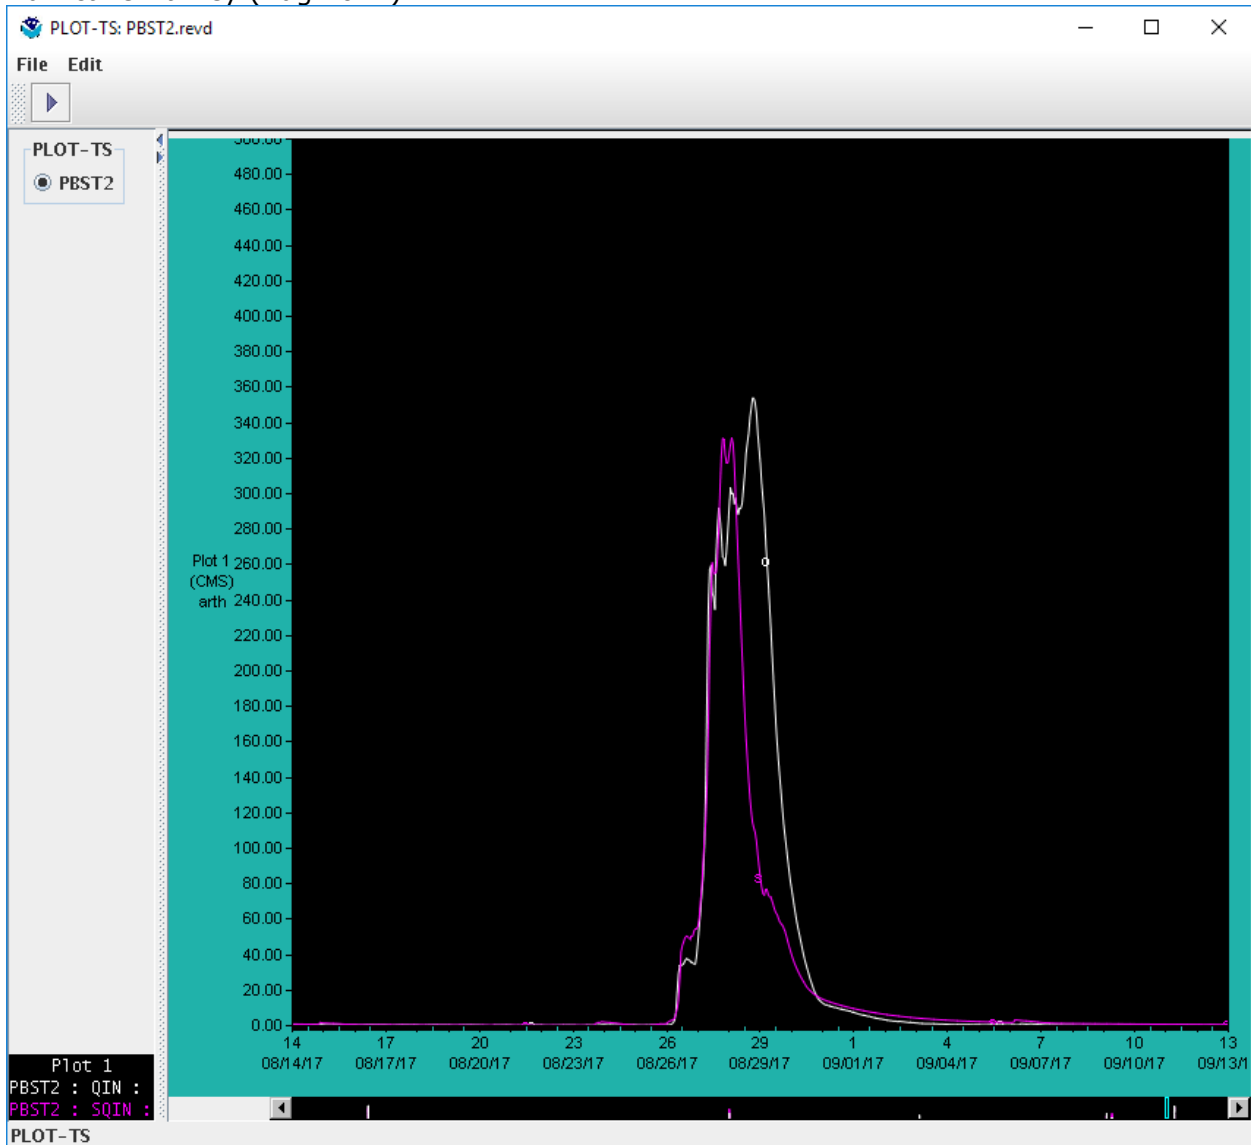 PLOT-TS: PBST2.revd
File Edit
PLOT-TS
PBST2
480.00
460.00
440.00
420.00
400.00
380.00
360.00
340.00
320.00
300.00
280.00
Plot 1 260.00
(CMS)
arth 240.00
220.00
200.00
180.00
160.00
140.00
120.00
100.00
80.00
60.00
40.00
20.00
0.00
O
S
14 17 20 23 26 29 1 4 7 10 13
08/14/17 08/17/17 08/20/17 08/23/17 08/26/17 08/29/17 09/01/17 09/04/17 09/07/17 09/10/17 09/13/1
Plot 1
PBST2 : QIN :
PBST2 : SQIN :
PLOT-TS